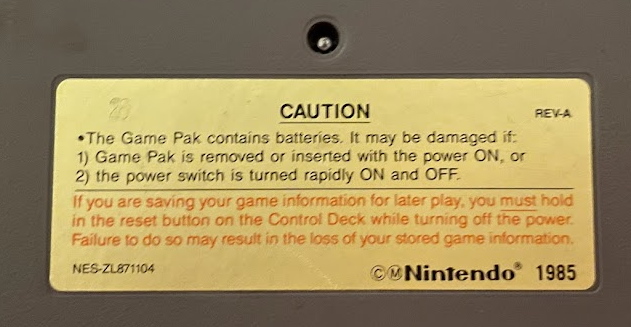 28
CAUTION
REV-A
•The Game Pak contains batteries. It may be damaged if:
1) Game Pak is removed or inserted with the power ON, or
2) the power switch is turned rapidly ON and OFF.
If you are saving your game information for later play, you must hold
in the reset button on the Control Deck while turning off the power.
Failure to do so may result in the loss of your stored game information.
NES-ZL871104
©ⓂNintendo® 1985